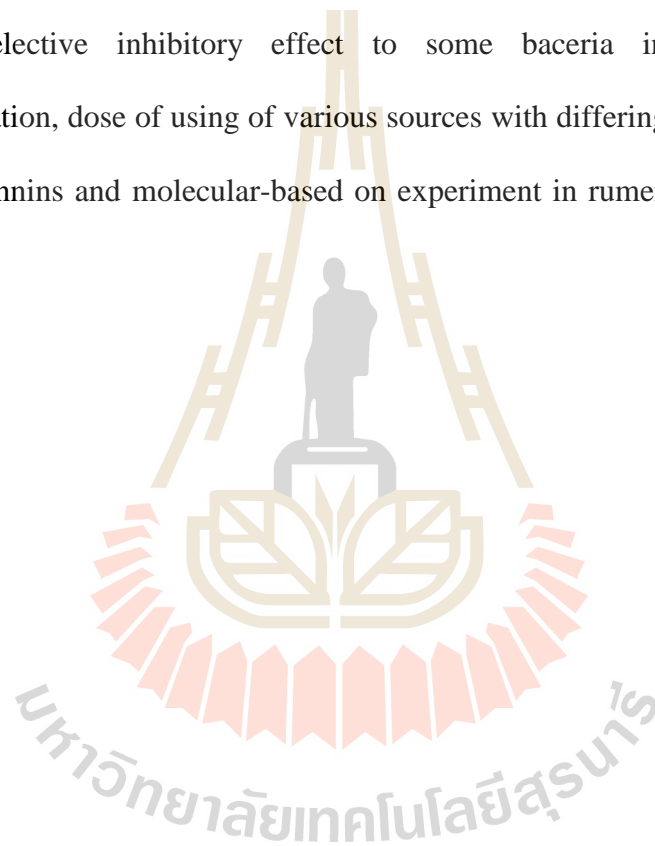 elective inhibitory effect to some baceria in
ation, dose of using of various sources with differing
nnins and molecular-based on experiment in rume
มหาวิทยาลัยเทคโนโลยีสุรนารี